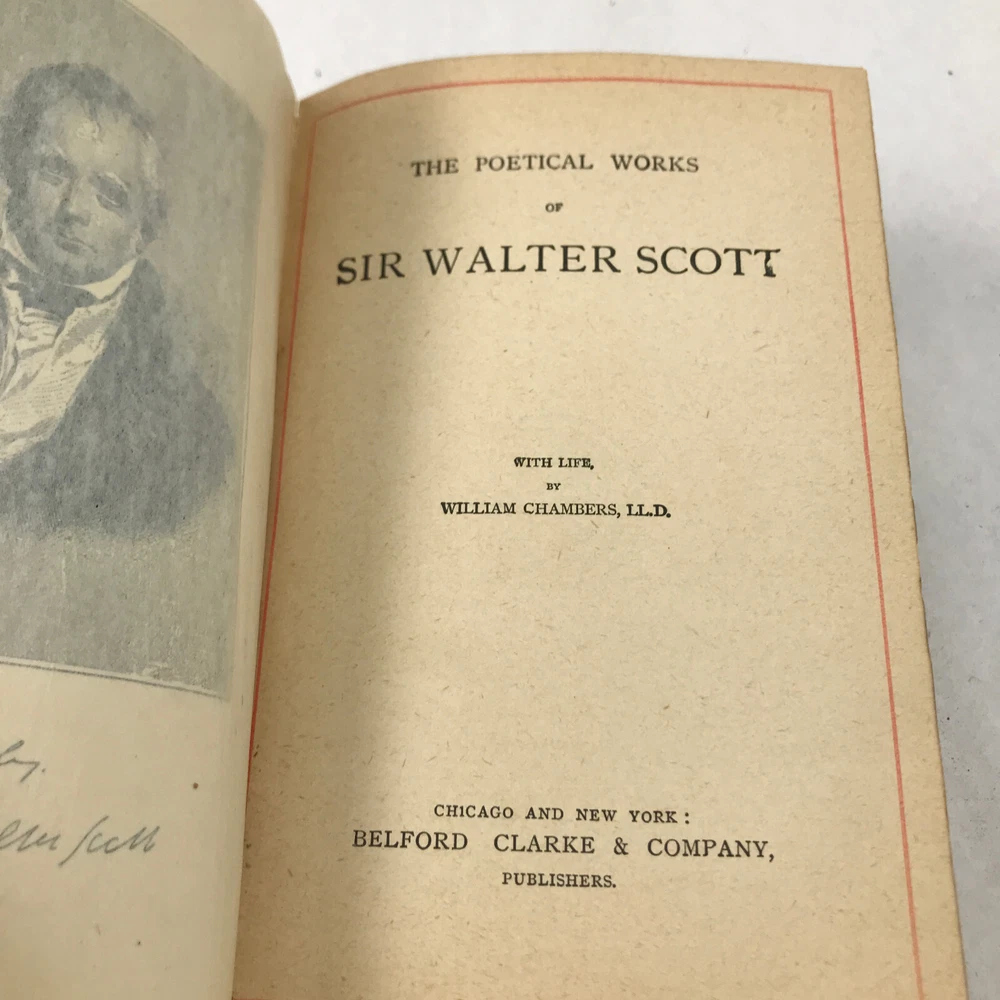 THE POETICAL WORKS
OF
SIR WALTER SCOTT
WITH LIFE,
BY
WILLIAM CHAMBERS, LL.D.
CHICAGO AND NEW YORK:
BELFORD CLARKE & COMPANY,
PUBLISHERS.
Scott